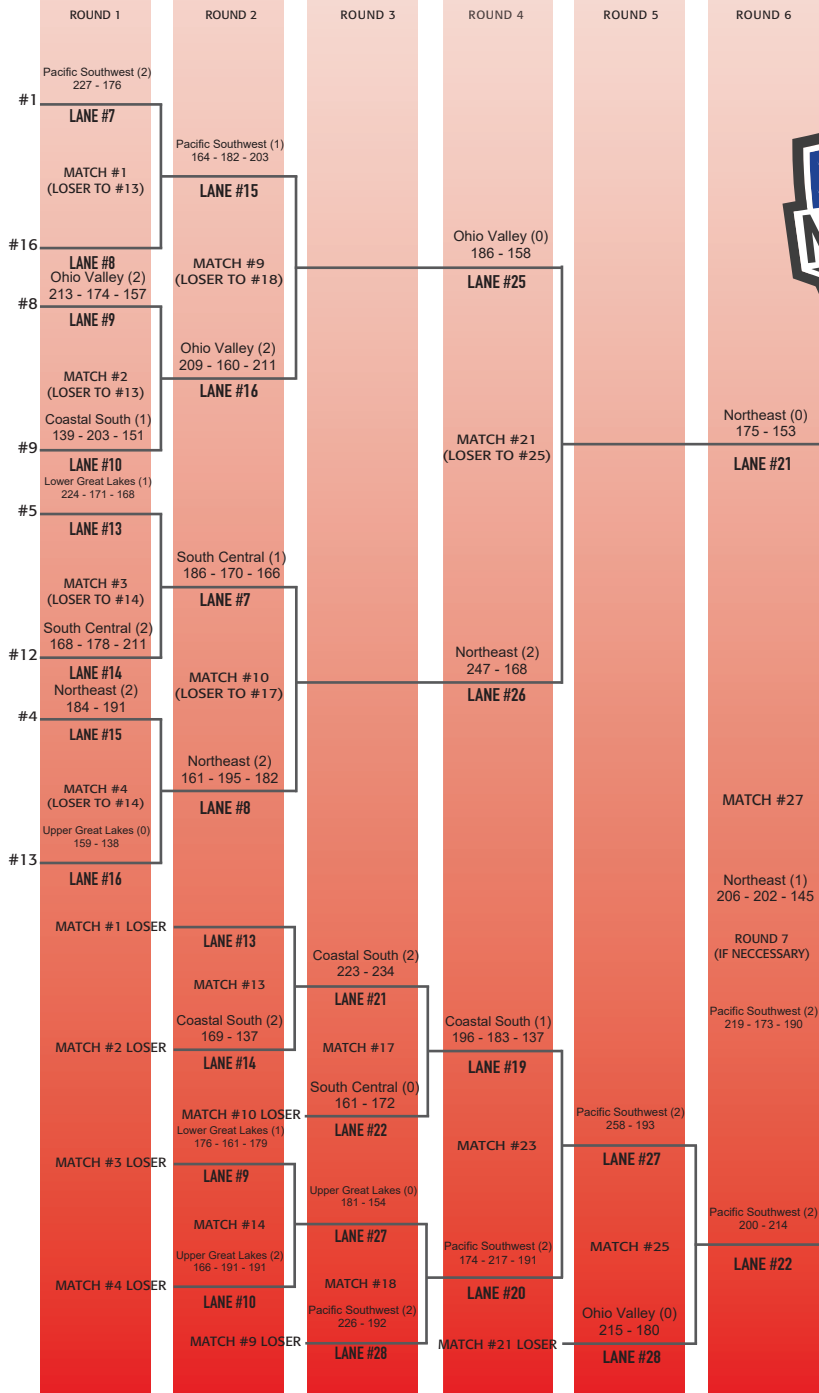 ROUND 1
ROUND 2
ROUND 3
ROUND 4
ROUND 5
ROUND 6
Pacific Southwest (2)
227 - 176
#1
LANE #7
MATCH #1
(LOSER TO #13)
#16
LANE #8
Ohio Valley (2)
213 - 174 - 157
#8
LANE #9
MATCH #2
(LOSER TO #13)
Coastal South (1)
139 - 203 - 151
#9
LANE #10
Lower Great Lakes (1)
224 - 171 - 168
#5
LANE #13
MATCH #3
(LOSER TO #14)
South Central (2)
168 - 178 - 211
#12
LANE #14
Northeast (2)
184 - 191
#4
LANE #15
MATCH #4
(LOSER TO #14)
Upper Great Lakes (0)
159 - 138
#13
LANE #16
MATCH #1 LOSER
MATCH #2 LOSER
MATCH #3 LOSER
MATCH #4 LOSER
Pacific Southwest (1)
164 - 182 - 203
LANE #15
MATCH #9
(LOSER TO #18)
Ohio Valley (2)
209 - 160 - 211
LANE #16
South Central (1)
186 - 170 - 166
LANE #7
MATCH #10
(LOSER TO #17)
Northeast (2)
161 - 195 - 182
LANE #8
LANE #13
MATCH #13
Coastal South (2)
169 - 137
LANE #14
MATCH #10 LOSER
Lower Great Lakes (1)
176 - 161 - 179
LANE #9
MATCH #14
Upper Great Lakes (2)
166 - 191 - 191
LANE #10
MATCH #9 LOSER
Coastal South (2)
223 - 234
LANE #21
MATCH #17
South Central (0)
161 - 172
LANE #22
Upper Great Lakes (0)
181 - 154
LANE #27
MATCH #18
Pacific Southwest (2)
226 - 192
LANE #28
Ohio Valley (0)
186 - 158
LANE #25
MATCH #21
(LOSER TO #25)
Northeast (2)
247 - 168
LANE #26
Coastal South (1)
196 - 183 - 137
LANE #19
MATCH #23
Pacific Southwest (2)
174 - 217 - 191
LANE #20
MATCH #21 LOSER
Pacific Southwest (2)
258 - 193
LANE #27
MATCH #25
Ohio Valley (0)
215 - 180
LANE #28
Northeast (0)
175 - 153
LANE #21
MATCH #27
Northeast (1)
206 - 202 - 145
ROUND 7
(IF NECCESSARY)
Pacific Southwest (2)
219 - 173 - 190
Pacific Southwest (2)
200 - 214
LANE #22